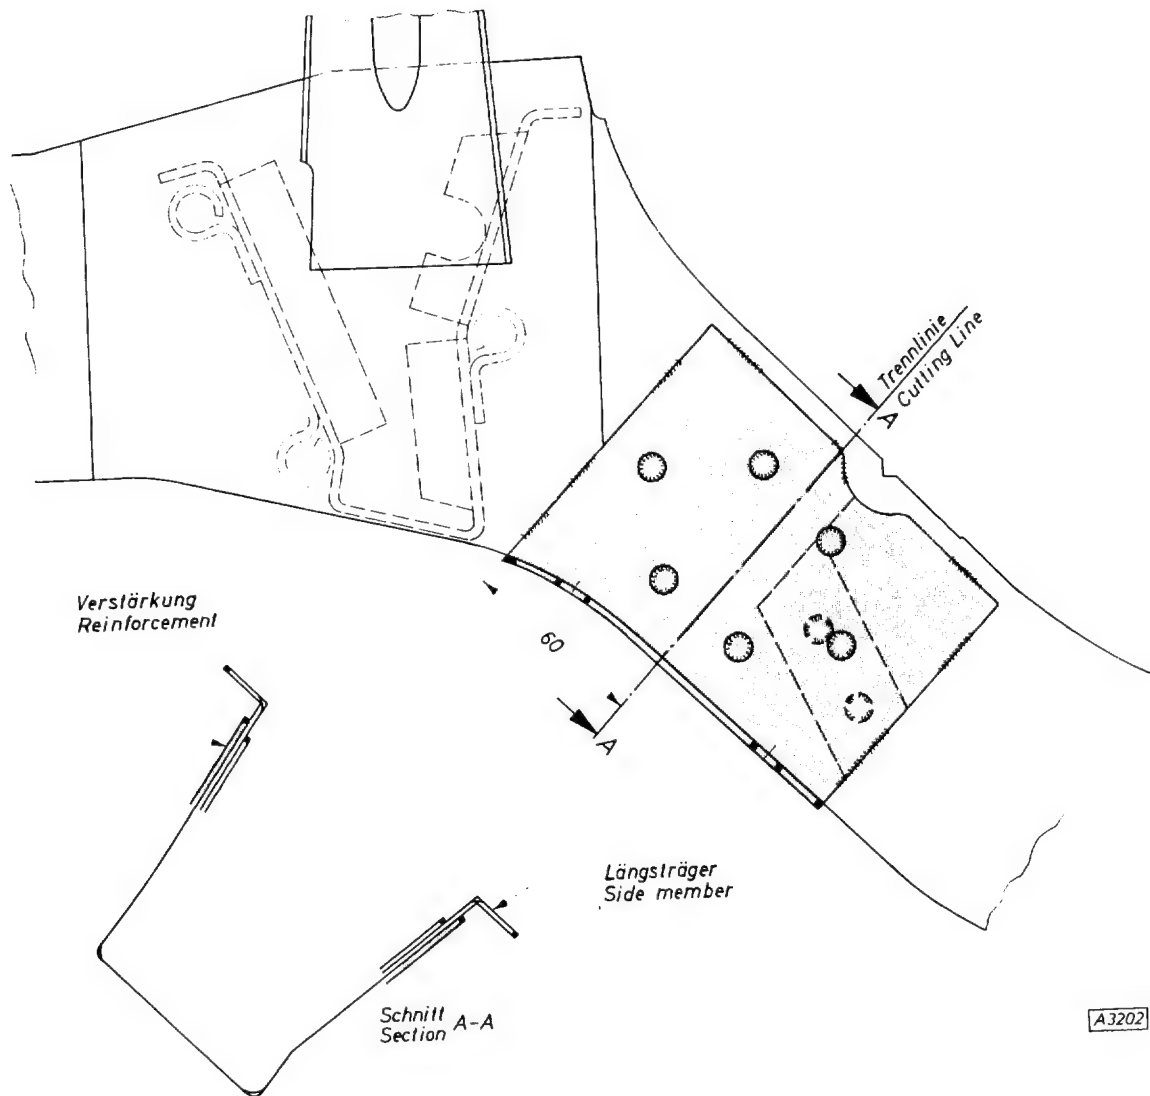 Trennlinie
Cutting Line
A
60
A
Verstärkung
Reinforcement
Längsträger
Side member
Schnitt
Section A-A
A3202